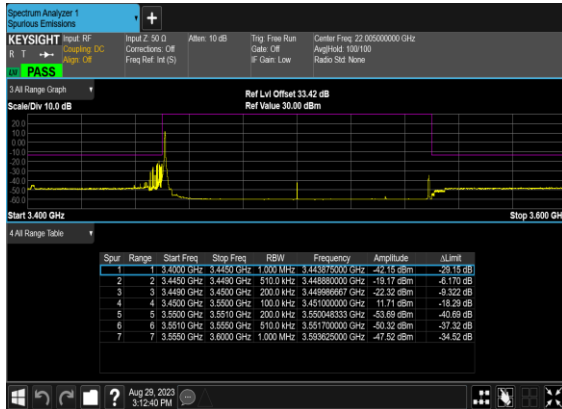 Spectrum Analyzer 1
Spurious Emissions
KEYSIGHT Input: RF Input Z: 50 Ω Atten: 10 dB Trig: Free Run Center Freq: 22.005000000 GHz
R T Coupling: DC Corrections: Off Gate: Off Avg|Hold: 100/100
Align: Off Freq Ref: Int (S) IF Gain: Low Radio Std: None
PASS
3 All Range Graph
Ref Lvl Offset 33.42 dB
Scale/Div 10.0 dB Ref Value 30.00 dBm
20.0
10.0
0.00
-10.0
-20.0
-30.0
-40.0
-50.0
-60.0
Start 3.400 GHz Stop 3.600 GH
4 All Range Table
Spur Range Start Freq Stop Freq RBW Frequency Amplitude ΔLimit
1 1 3.4000 GHz 3.4450 GHz 1.000 MHz 3.443875000 GHz -42.15 dBm -29.15 dB
2 2 3.4450 GHz 3.4490 GHz 510.0 kHz 3.448880000 GHz -19.17 dBm -6.170 dB
3 3 3.4490 GHz 3.4500 GHz 200.0 kHz 3.449986667 GHz -22.32 dBm -9.322 dB
4 4 3.4500 GHz 3.5500 GHz 100.0 kHz 3.451000000 GHz 11.71 dBm -18.29 dB
5 5 3.5500 GHz 3.5510 GHz 200.0 kHz 3.550048333 GHz -53.69 dBm -40.69 dB
6 6 3.5510 GHz 3.5550 GHz 510.0 kHz 3.551700000 GHz -50.32 dBm -37.32 dB
7 7 3.5550 GHz 3.6000 GHz 1.000 MHz 3.593625000 GHz -47.52 dBm -34.52 dB
Aug 29, 2023
3:12:40 PM